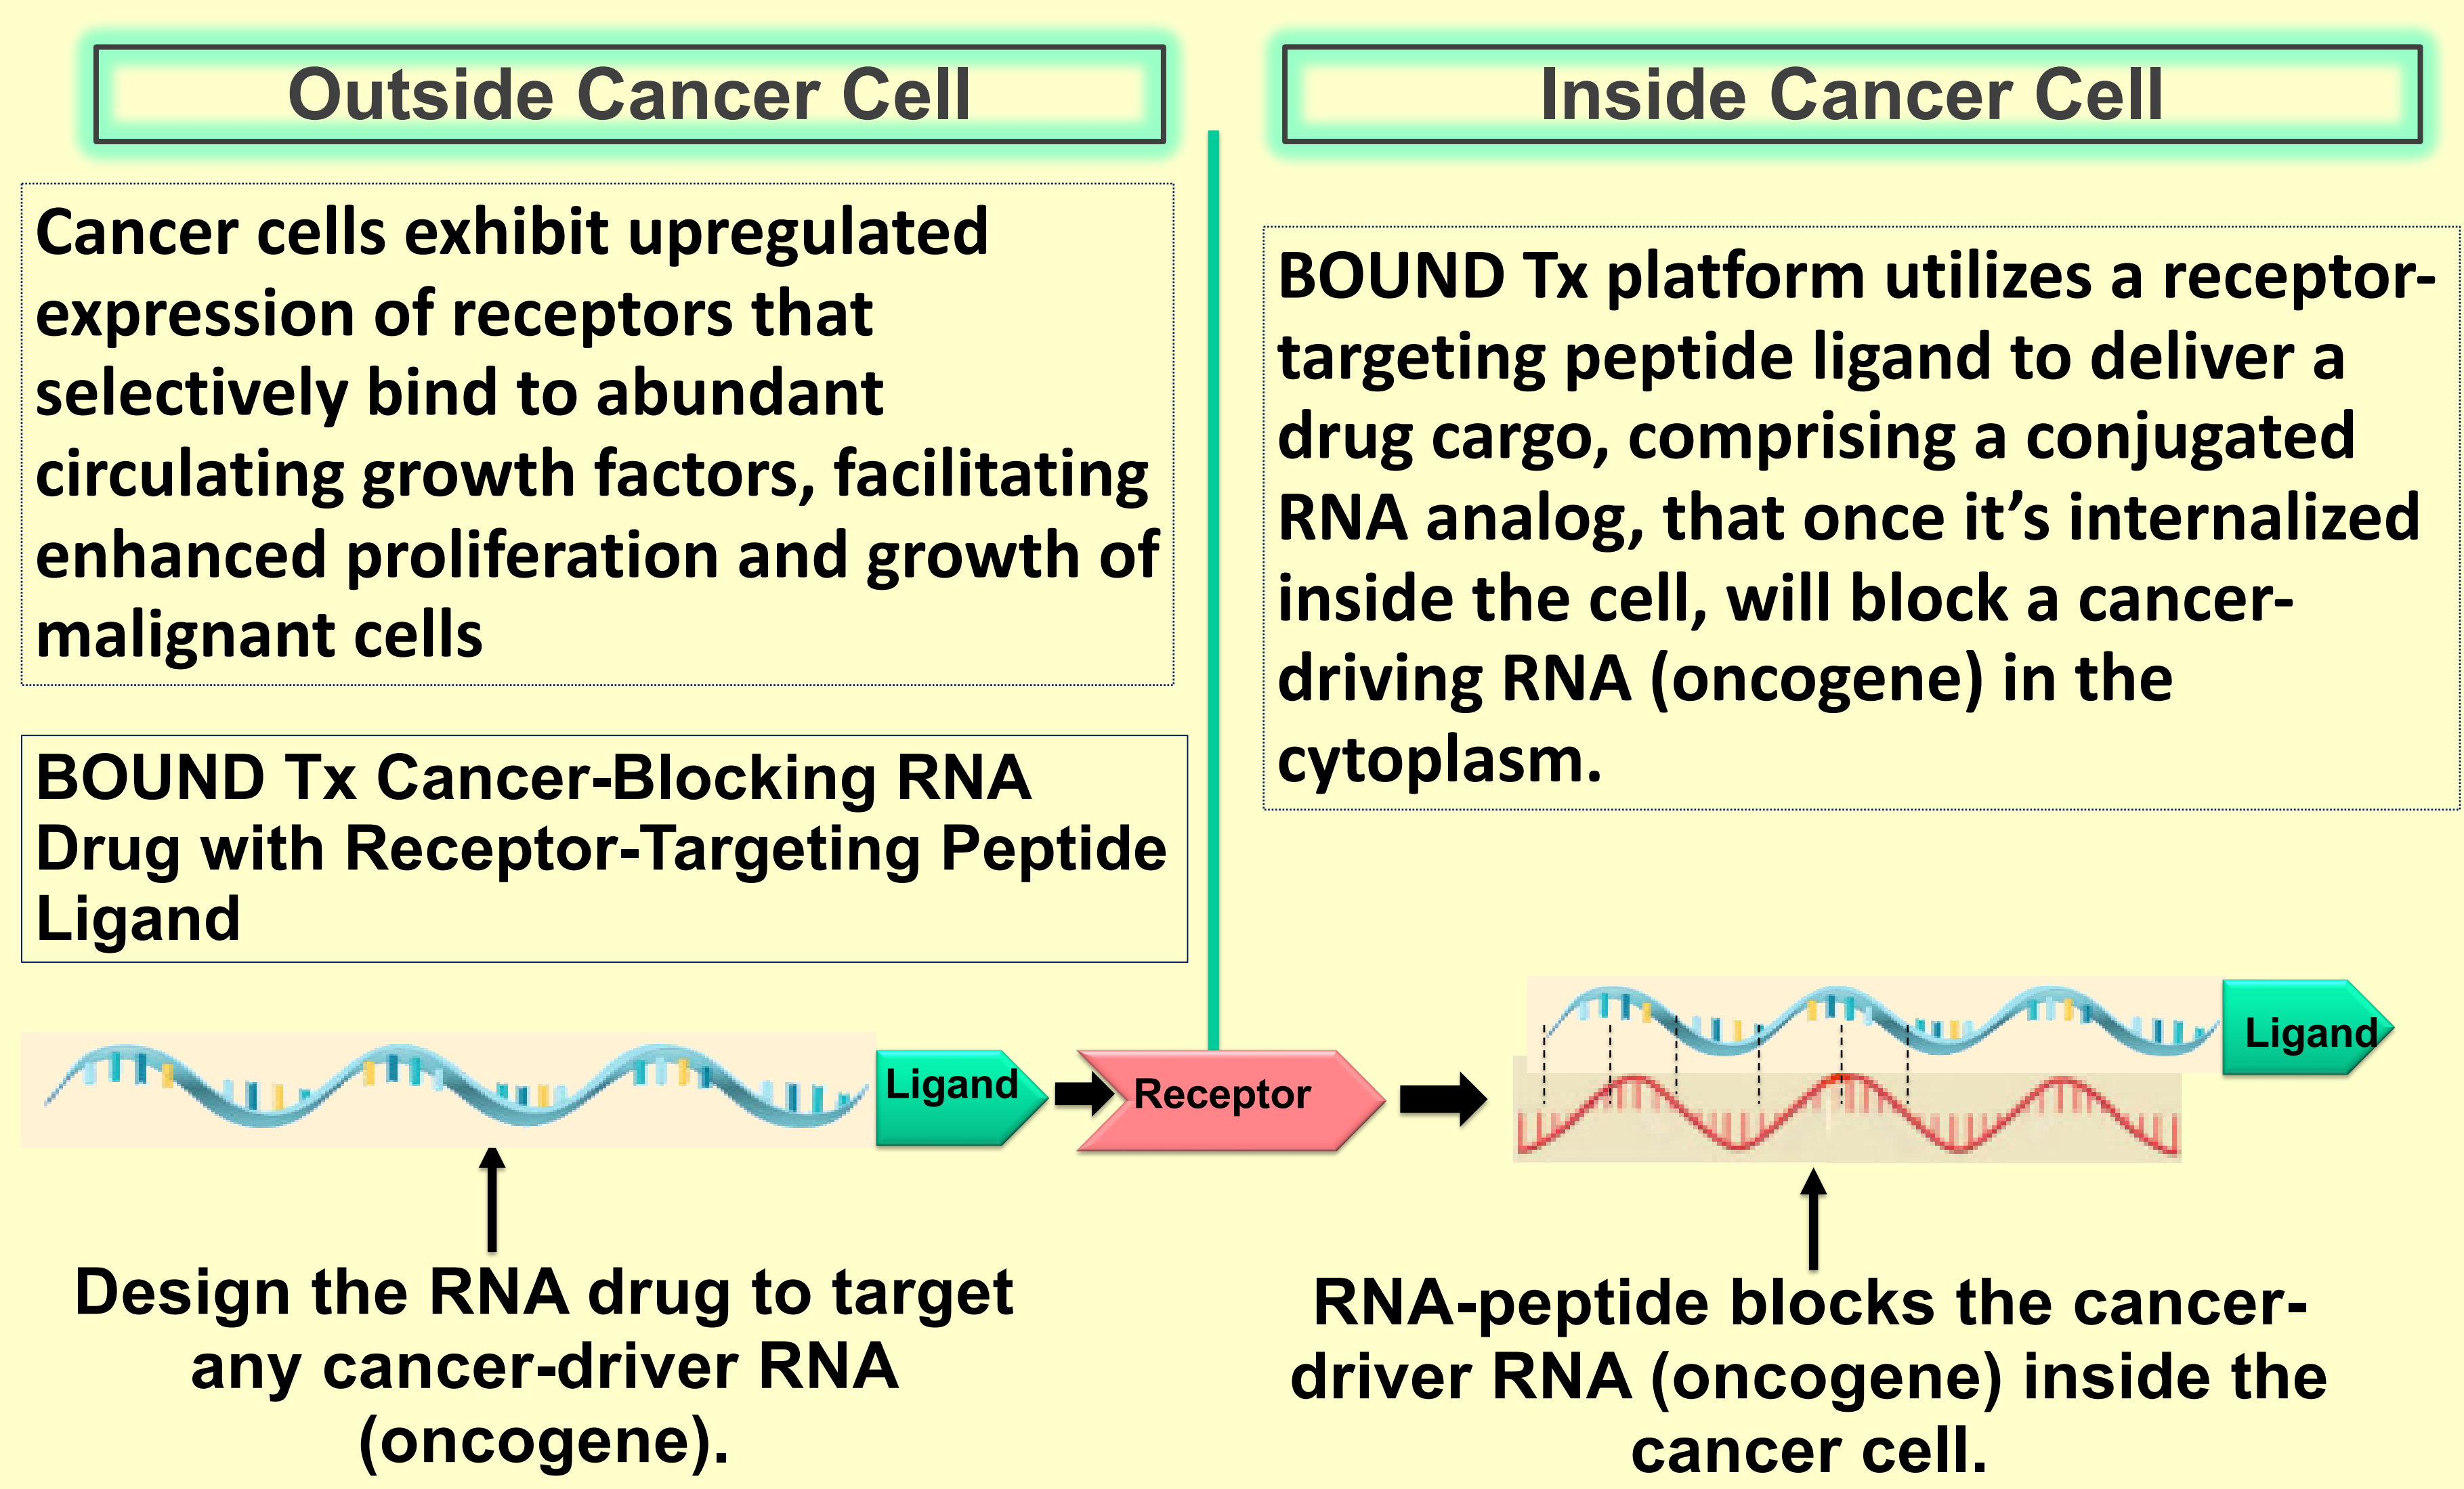 Outside Cancer Cell
Cancer cells exhibit upregulated
expression of receptors that
selectively bind to abundant
circulating growth factors, facilitating
enhanced proliferation and growth of
malignant cells
BOUND Tx Cancer-Blocking RNA
Drug with Receptor-Targeting Peptide
Ligand
Ligand
Receptor
Design the RNA drug to target
any cancer-driver RNA
(oncogene).
Inside Cancer Cell
BOUND Tx platform utilizes a receptor-
targeting peptide ligand to deliver a
drug cargo, comprising a conjugated
RNA analog, that once it’s internalized
inside the cell, will block a cancer-
driving RNA (oncogene) in the
cytoplasm.
Ligand
RNA-peptide blocks the cancer-
driver RNA (oncogene) inside the
cancer cell.